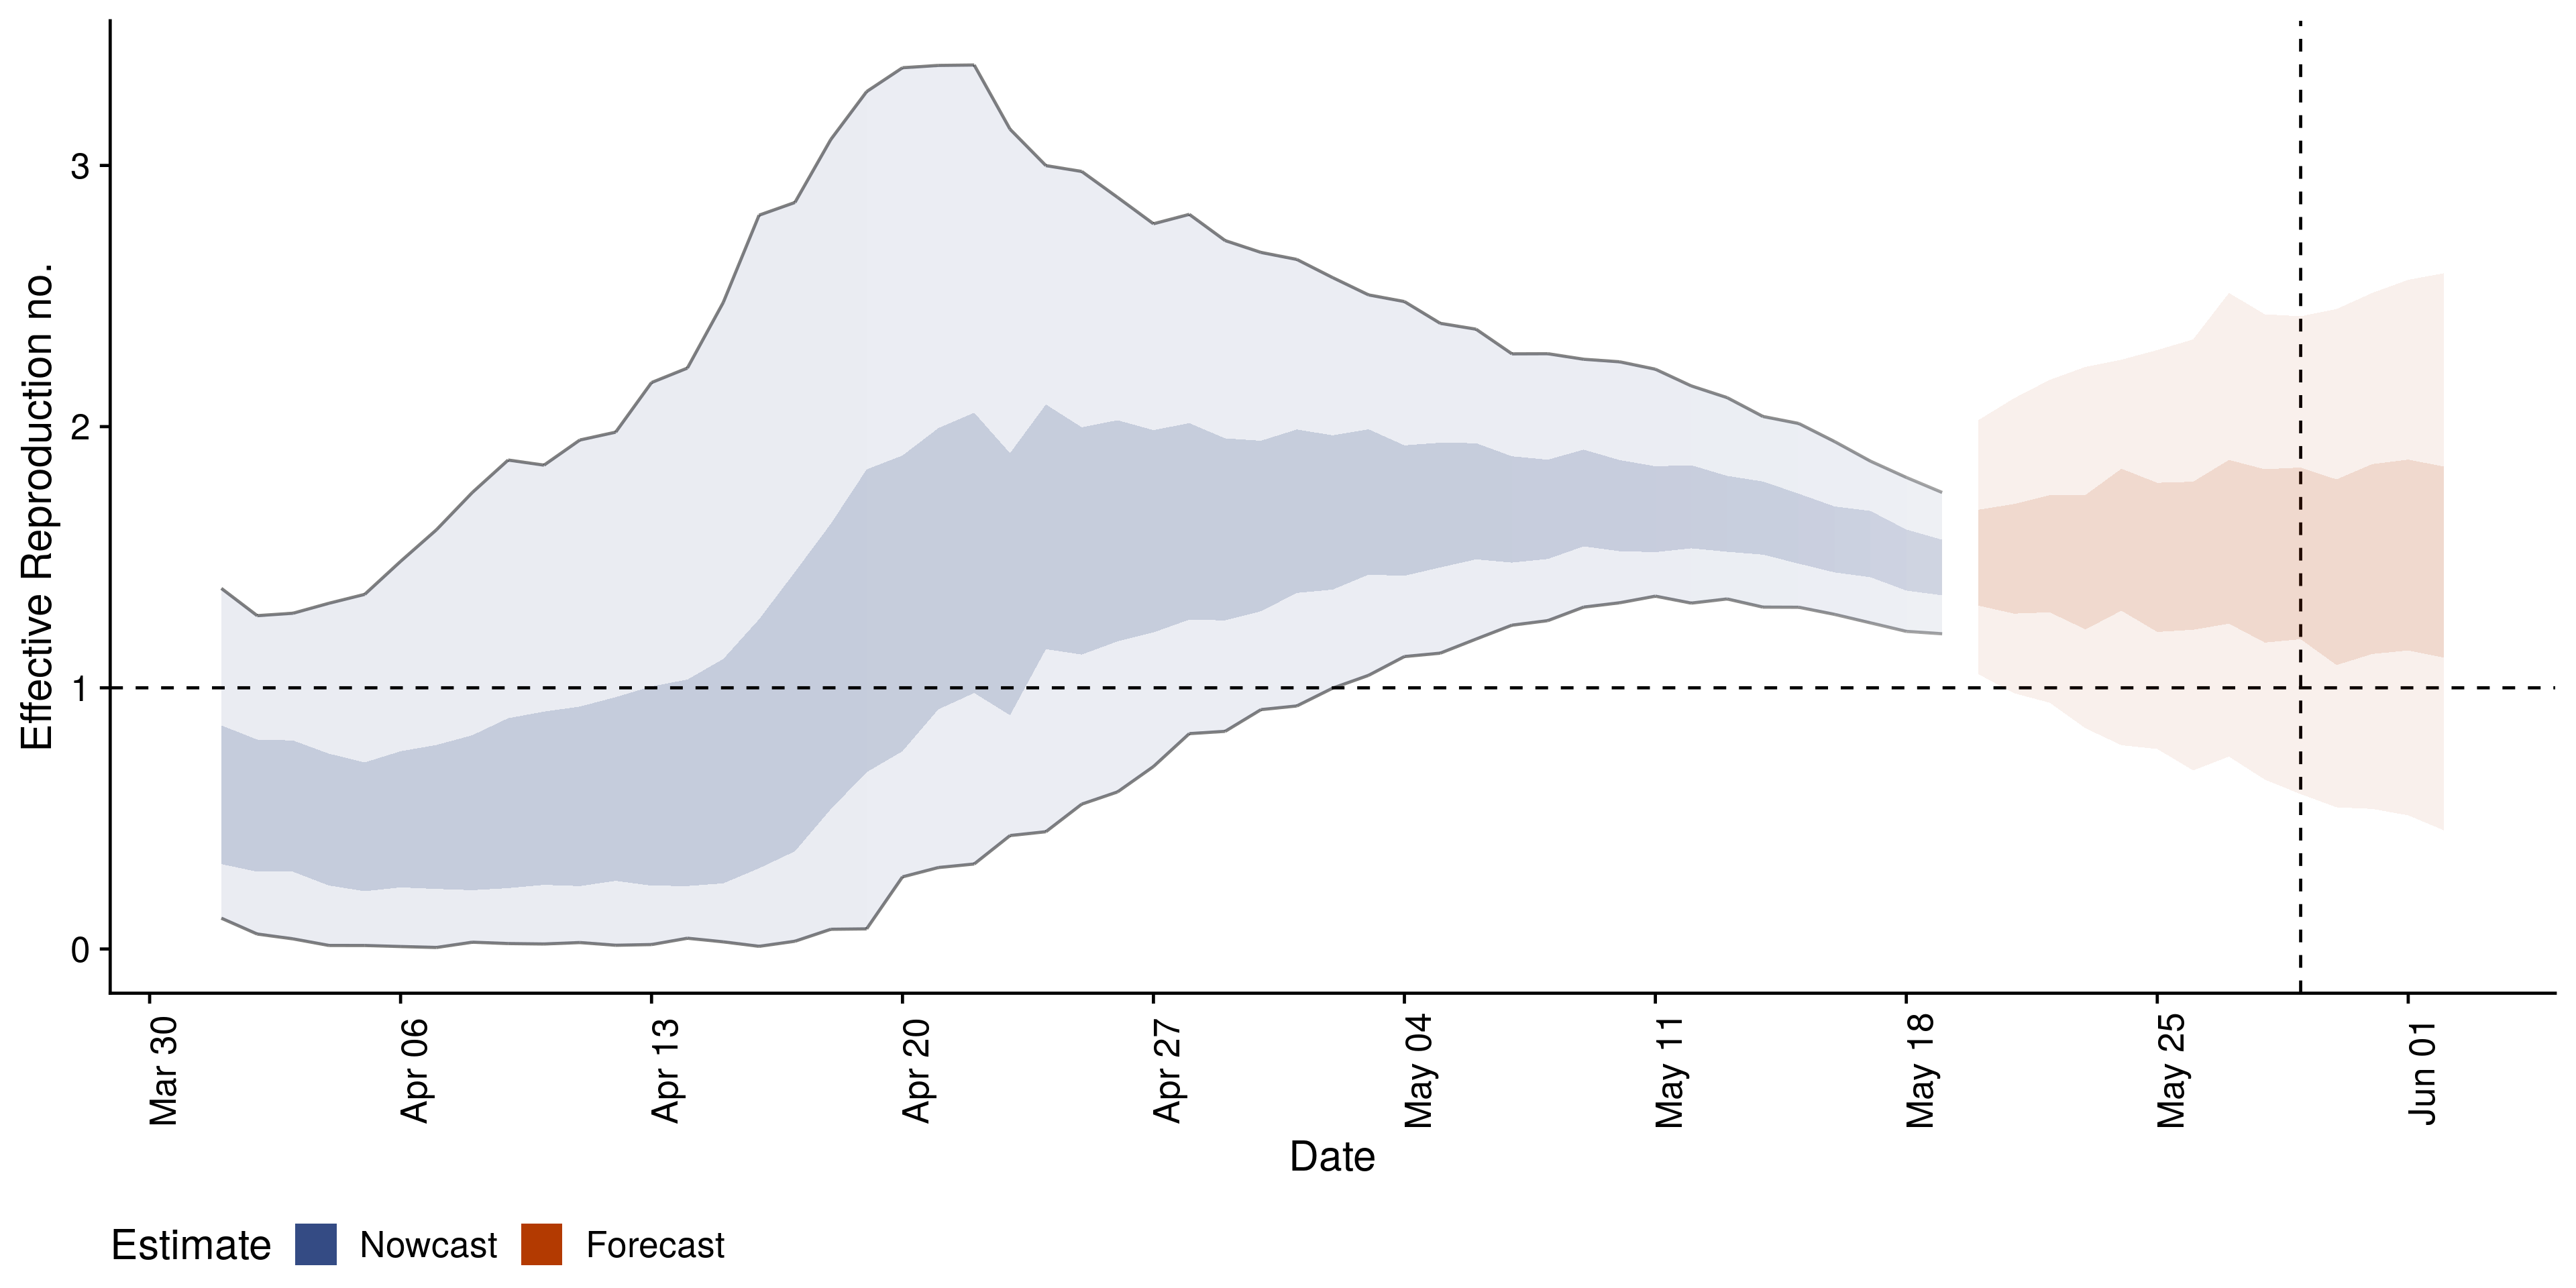 Effective Reproduction no.
3
2
1
0
Mar 30
Apr 06
Apr 13
Apr 20
Apr 27
May 04
May 11
May 18
May 25
Jun 01
Date
Estimate Nowcast Forecast